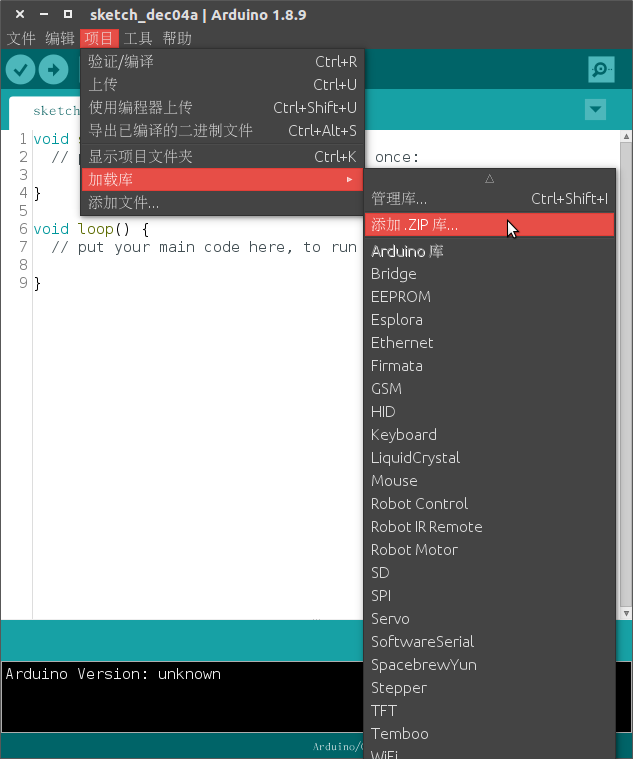 sketch_dec04a | Arduino 1.8.9
文件 编辑 项目 工具 帮助
验证/编译 Ctrl+R
上传 Ctrl+U
使用编程器上传 Ctrl+Shift+U
导出已编译的二进制文件 Ctrl+Alt+S
显示项目文件夹 Ctrl+K
加载库
添加文件...
sketch
1 void
2 // once:
3
4 }
5
6 void loop() {
7 // put your main code here, to run
8
9 }
管理库... Ctrl+Shift+I
添加 .ZIP 库...
Arduino 库
Bridge
EEPROM
Esplora
Ethernet
Firmata
GSM
HID
Keyboard
LiquidCrystal
Mouse
Robot Control
Robot IR Remote
Robot Motor
SD
SPI
Servo
SoftwareSerial
SpacebrewYun
Stepper
TFT
Temboo
WiFi
Arduino Version: unknown
Arduino/